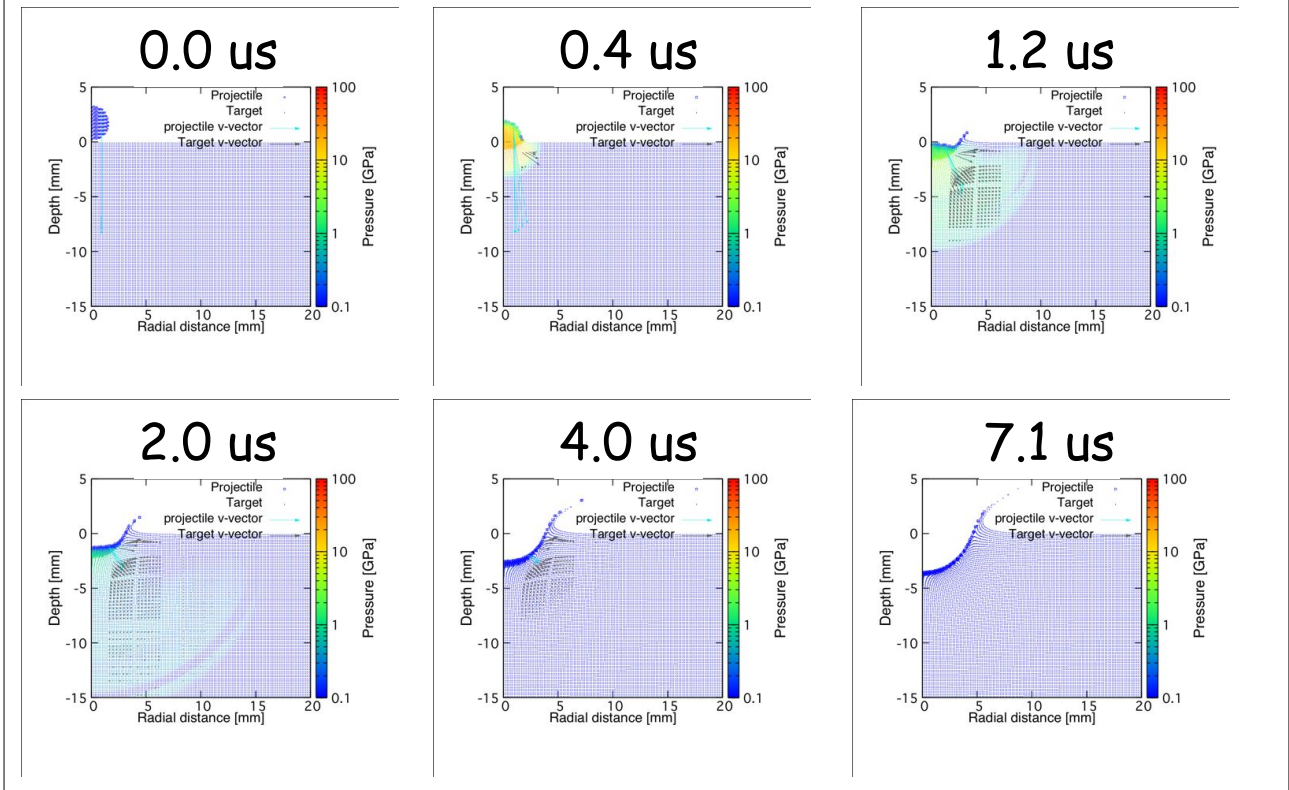 0.0 us
5
0
-5
-10
-15
Depth [mm]
0 5 10 15 20
Radial distance [mm]
Projectile
Target
projectile v-vector
Target v-vector
100
10
1
0.1
Pressure [GPa]
0.4 us
5
0
-5
-10
-15
Depth [mm]
0 5 10 15 20
Radial distance [mm]
Projectile
Target
projectile v-vector
Target v-vector
100
10
1
0.1
Pressure [GPa]
1.2 us
5
0
-5
-10
-15
Depth [mm]
0 5 10 15 20
Radial distance [mm]
Projectile
Target
projectile v-vector
Target v-vector
100
10
1
0.1
Pressure [GPa]
2.0 us
5
0
-5
-10
-15
Depth [mm]
0 5 10 15 20
Radial distance [mm]
Projectile
Target
projectile v-vector
Target v-vector
100
10
1
0.1
Pressure [GPa]
4.0 us
5
0
-5
-10
-15
Depth [mm]
0 5 10 15 20
Radial distance [mm]
Projectile
Target
projectile v-vector
Target v-vector
100
10
1
0.1
Pressure [GPa]
7.1 us
5
0
-5
-10
-15
Depth [mm]
0 5 10 15 20
Radial distance [mm]
Projectile
Target
projectile v-vector
Target v-vector
100
10
1
0.1
Pressure [GPa]